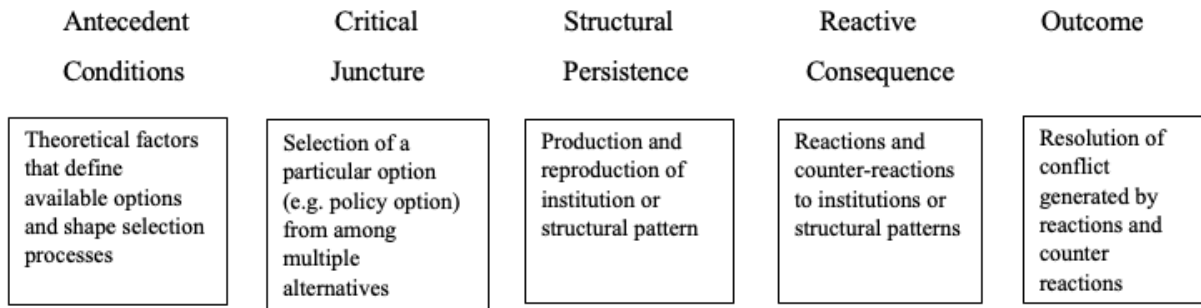 Antecedent
Conditions
Critical
Juncture
Structural
Persistence
Reactive
Consequence
Outcome
Theoretical factors
that define
available options
and shape selection
processes
Selection of a
particular option
(e.g. policy option)
from among
multiple
alternatives
Production and
reproduction of
institution or
structural pattern
Reactions and
counter-reactions
to institutions or
structural patterns
Resolution of
conflict
generated by
reactions and
counter
reactions